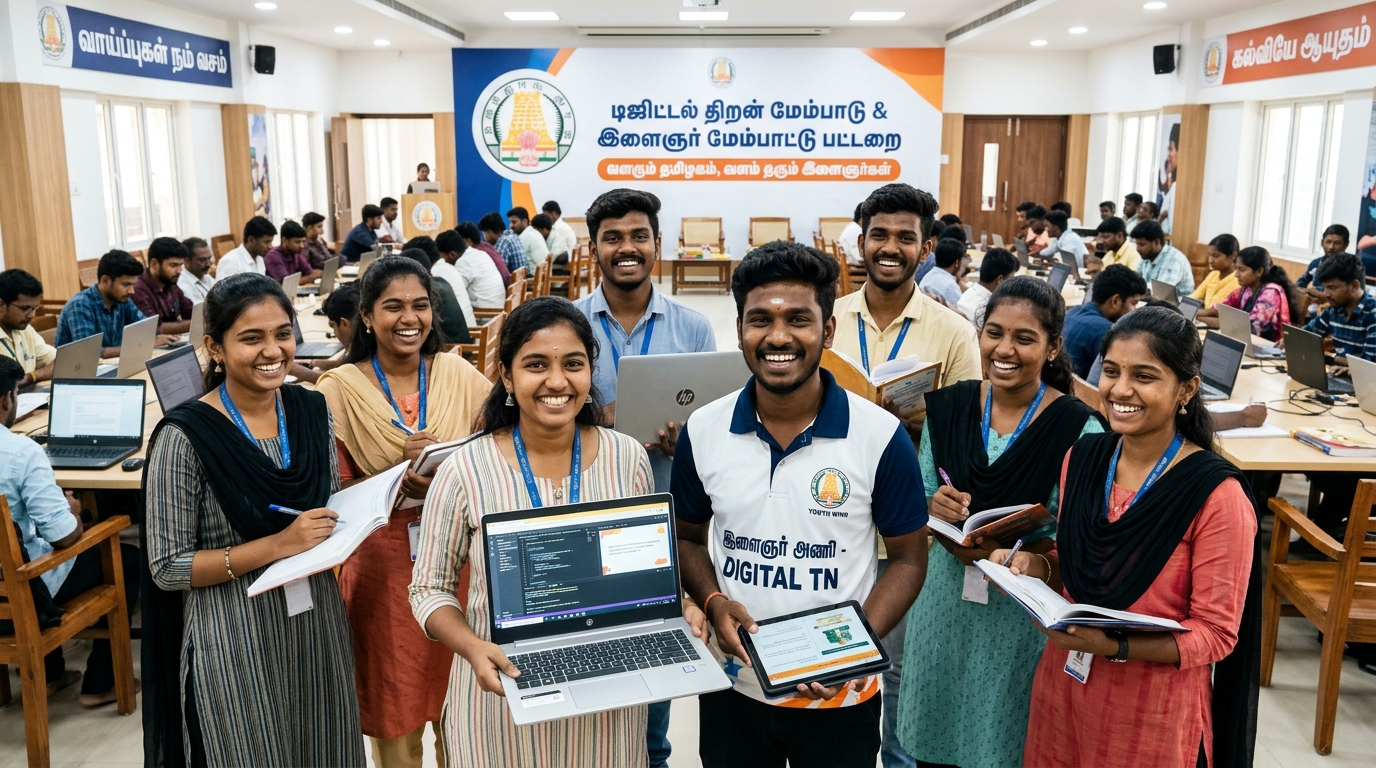 வாய்ப்புகள் நம் வசம்
கல்வியே ஆயுதம்
டிஜிட்டல் திறன் மேம்பாடு &
இளைஞர் மேம்பாட்டு பட்டறை
வளரும் தமிழகம், வளம் தரும் இளைஞர்கள்
hp
YOUTH WING
இளைஞர் அணி -
DIGITAL TN